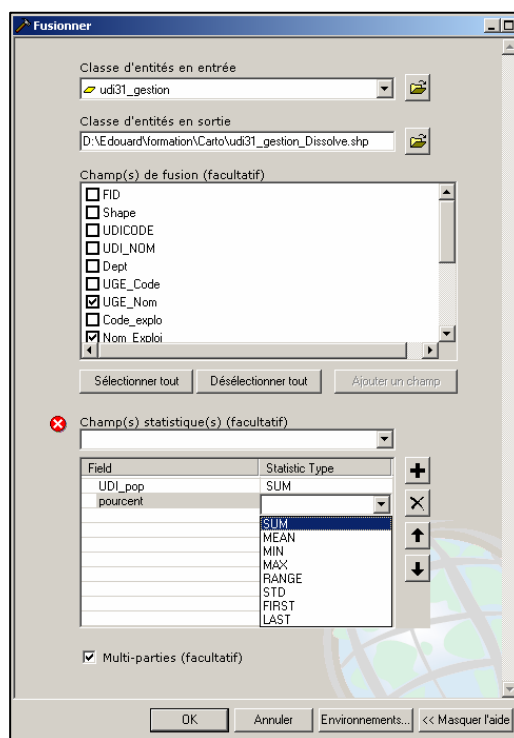 Fusionner
Classe d'entités en entrée
udi31_gestion
Classe d'entités en sortie
D:\Edouard\formation\Carto\udi31_gestion_Dissolve.shp
Champ(s) de fusion (facultatif)
FID
Shape
UDICODE
UDI_NOM
Dept
UGE_Code
UGE_Nom
Code_explo
Nom_Exploi
Sélectionner tout Désélectionner tout Ajouter un champ
Champ(s) statistique(s) (facultatif)
Field Statistic Type
UDI_pop SUM
pourcent
SUM
MEAN
MIN
MAX
RANGE
STD
FIRST
LAST
Multi-parties (facultatif)
OK Annuler Environnements... << Masquer l'aide